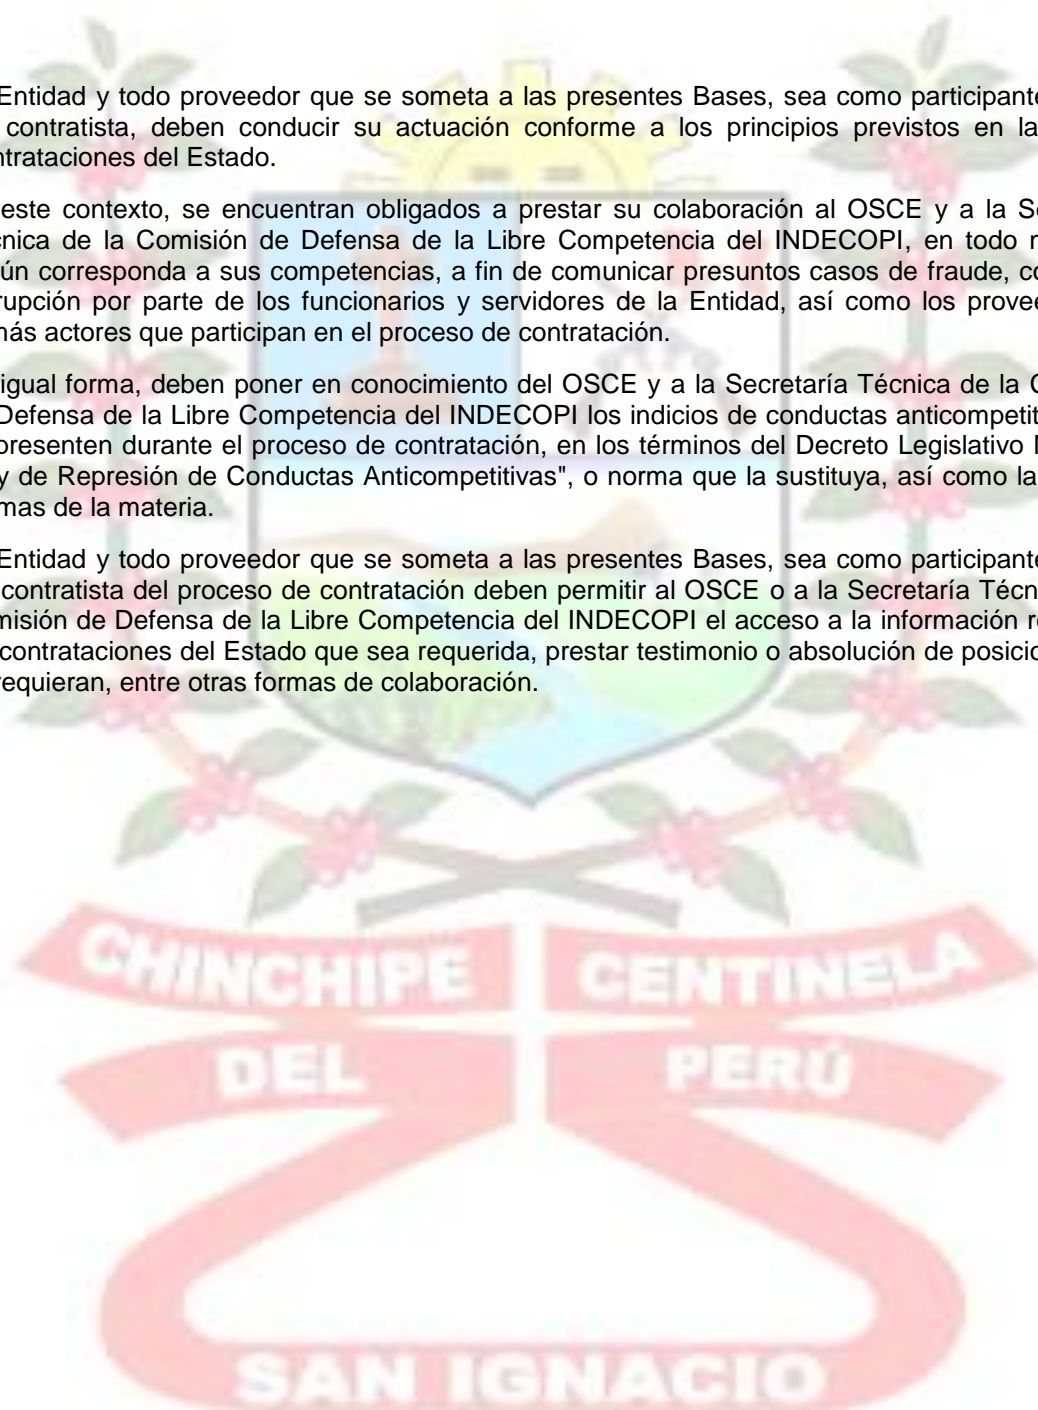 Entidad y todo proveedor que se someta a las presentes Bases, sea como participante
contratista, deben conducir su actuación conforme a los principios previstos en la
ntrataciones del Estado.
este contexto, se encuentran obligados a prestar su colaboración al OSCE y a la Se
cnica de la Comisión de Defensa de la Libre Competencia del INDECOPI, en todo m
ún corresponda a sus competencias, a fin de comunicar presuntos casos de fraude, co
rupción por parte de los funcionarios y servidores de la Entidad, así como los provee
más actores que participan en el proceso de contratación.
igual forma, deben poner en conocimiento del OSCE y a la Secretaría Técnica de la C
Defensa de la Libre Competencia del INDECOPI los indicios de conductas anticompetit
presenten durante el proceso de contratación, en los términos del Decreto Legislativo N
y de Represión de Conductas Anticompetitivas", o norma que la sustituya, así como la
mas de la materia.
Entidad y todo proveedor que se someta a las presentes Bases, sea como participante
contratista del proceso de contratación deben permitir al OSCE o a la Secretaría Técn
misión de Defensa de la Libre Competencia del INDECOPI el acceso a la información re
contrataciones del Estado que sea requerida, prestar testimonio o absolución de posicio
requieran, entre otras formas de colaboración.
CHINCHIPE CENTINELA
DEL PERÚ
SAN IGNACIO